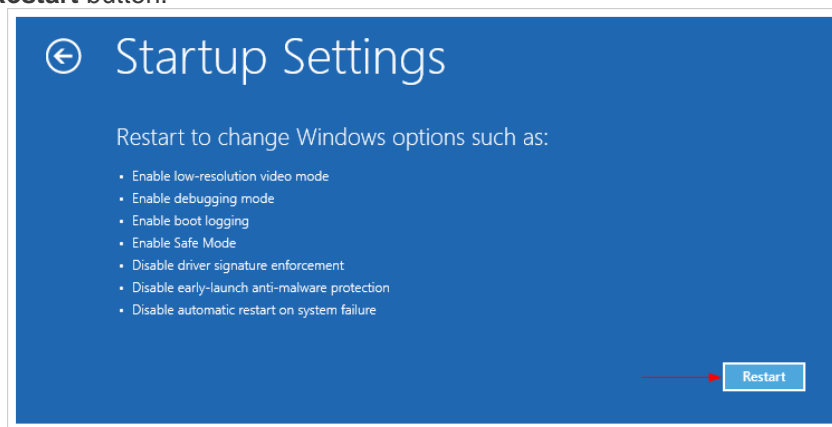 Restart button.
Startup Settings
Restart to change Windows options such as:
• Enable low-resolution video mode
• Enable debugging mode
• Enable boot logging
• Enable Safe Mode
• Disable driver signature enforcement
• Disable early-launch anti-malware protection
• Disable automatic restart on system failure
Restart